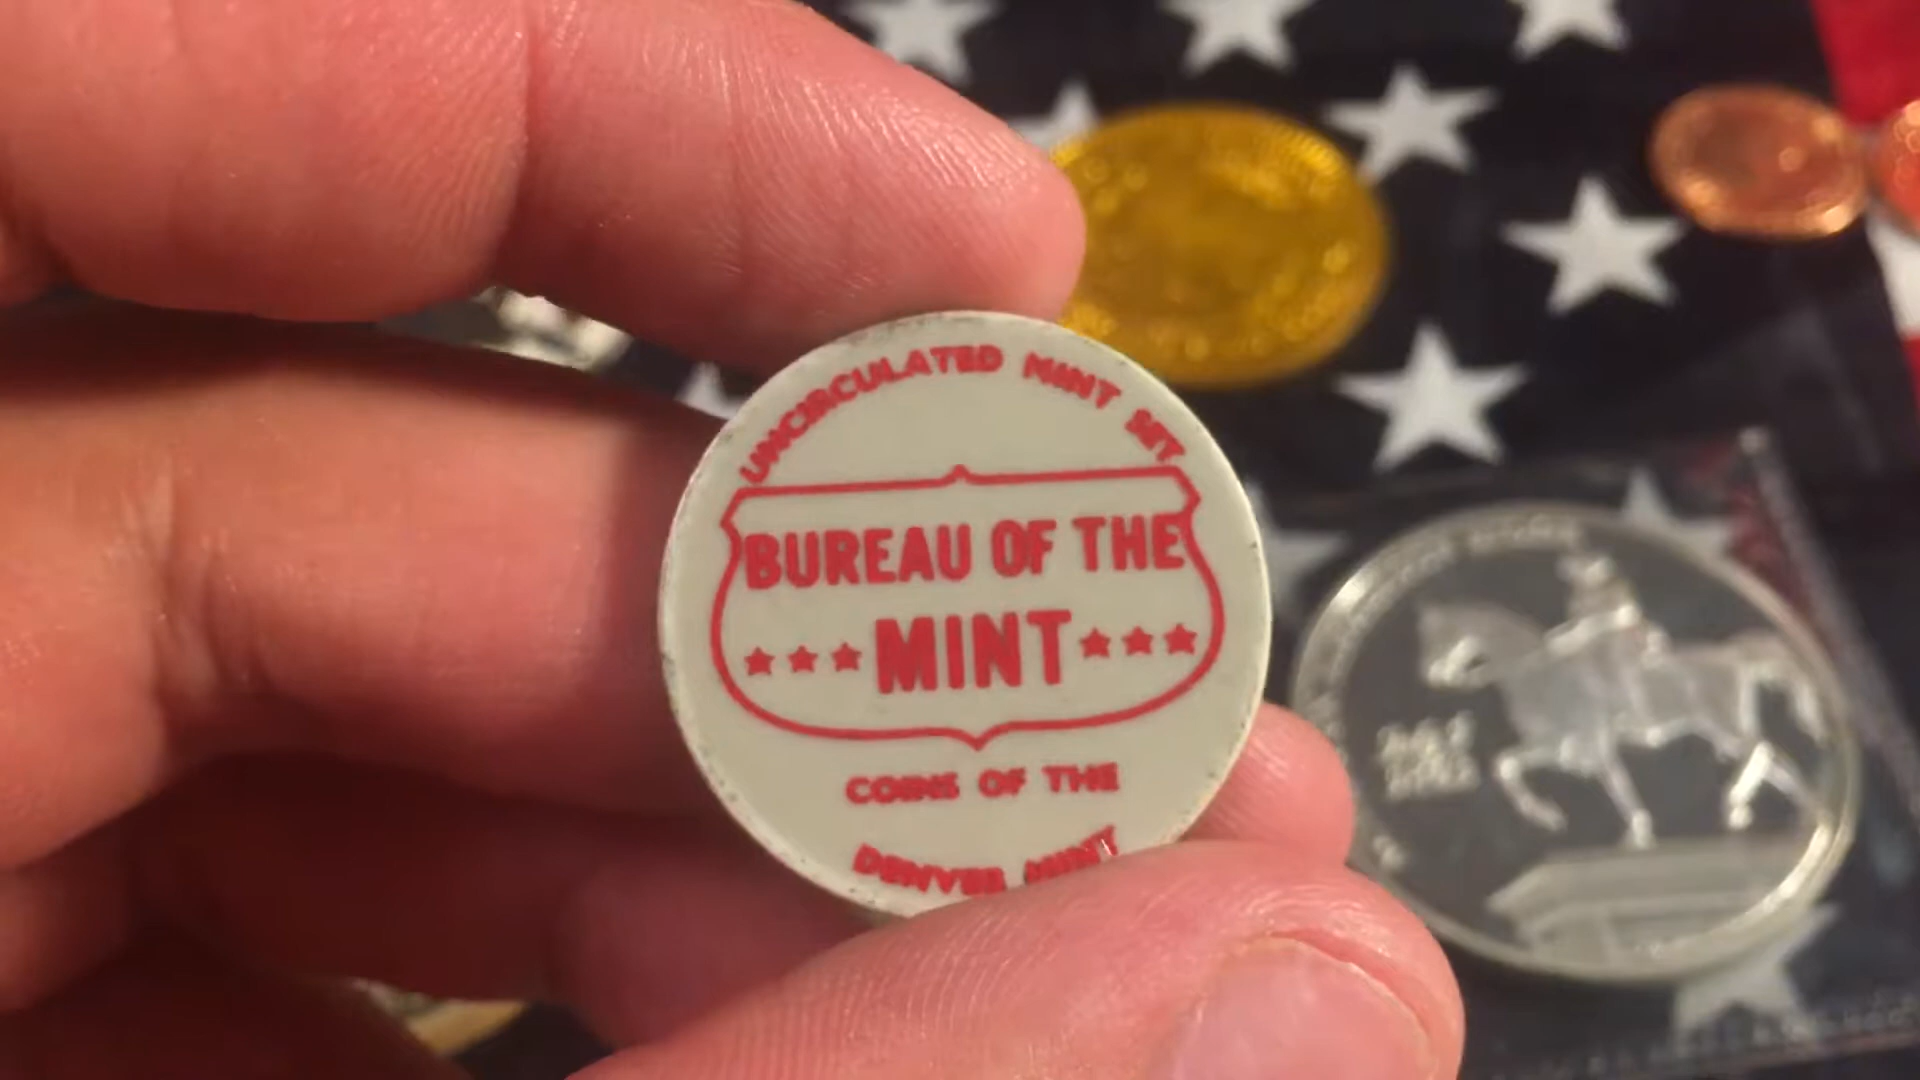 UNCIRCULATED MINT SET
BUREAU OF THE
MINT
COINS OF THE
DENVER MINT